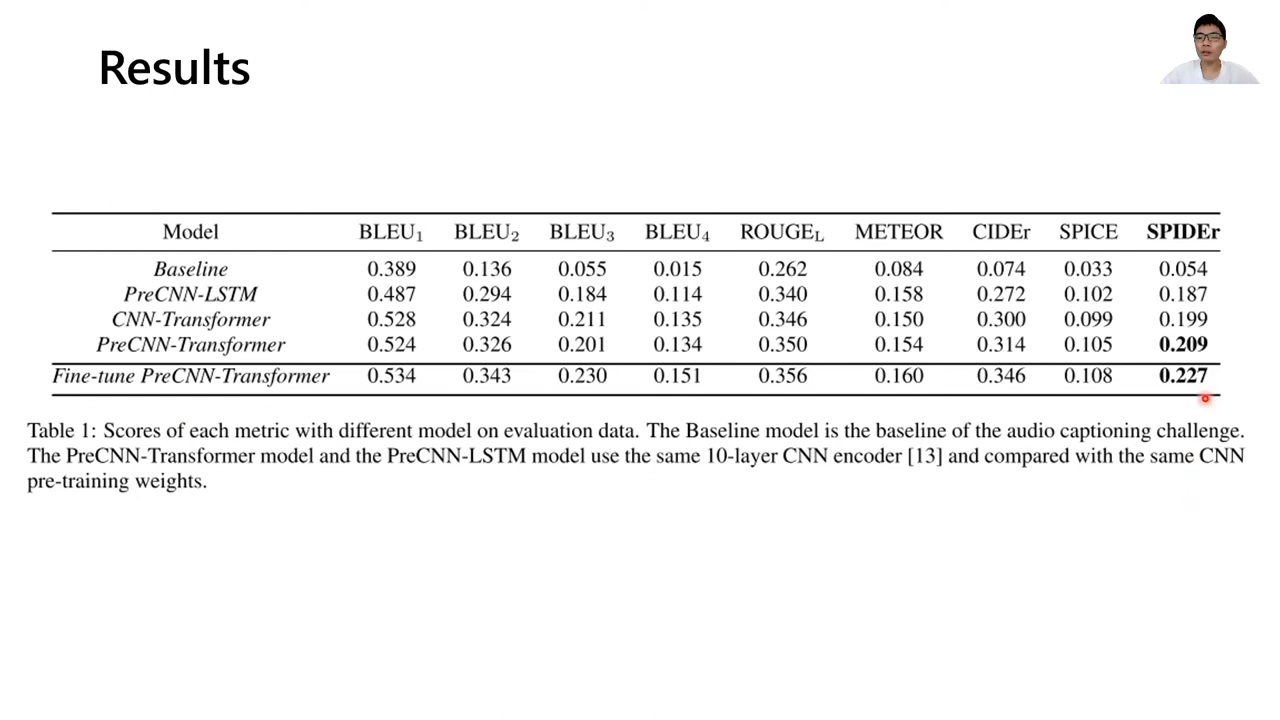 Results
Model BLEU1 BLEU2 BLEU3 BLEU4 ROUGEL METEOR CIDEr SPICE SPIDEr
Baseline 0.389 0.136 0.055 0.015 0.262 0.084 0.074 0.033 0.054
PreCNN-LSTM 0.487 0.294 0.184 0.114 0.340 0.158 0.272 0.102 0.187
CNN-Transformer 0.528 0.324 0.211 0.135 0.346 0.150 0.300 0.099 0.199
PreCNN-Transformer 0.524 0.326 0.201 0.134 0.350 0.154 0.314 0.105 0.209
Fine-tune PreCNN-Transformer 0.534 0.343 0.230 0.151 0.356 0.160 0.346 0.108 0.227
Table 1: Scores of each metric with different model on evaluation data. The Baseline model is the baseline of the audio captioning challenge.
The PreCNN-Transformer model and the PreCNN-LSTM model use the same 10-layer CNN encoder [13] and compared with the same CNN
pre-training weights.